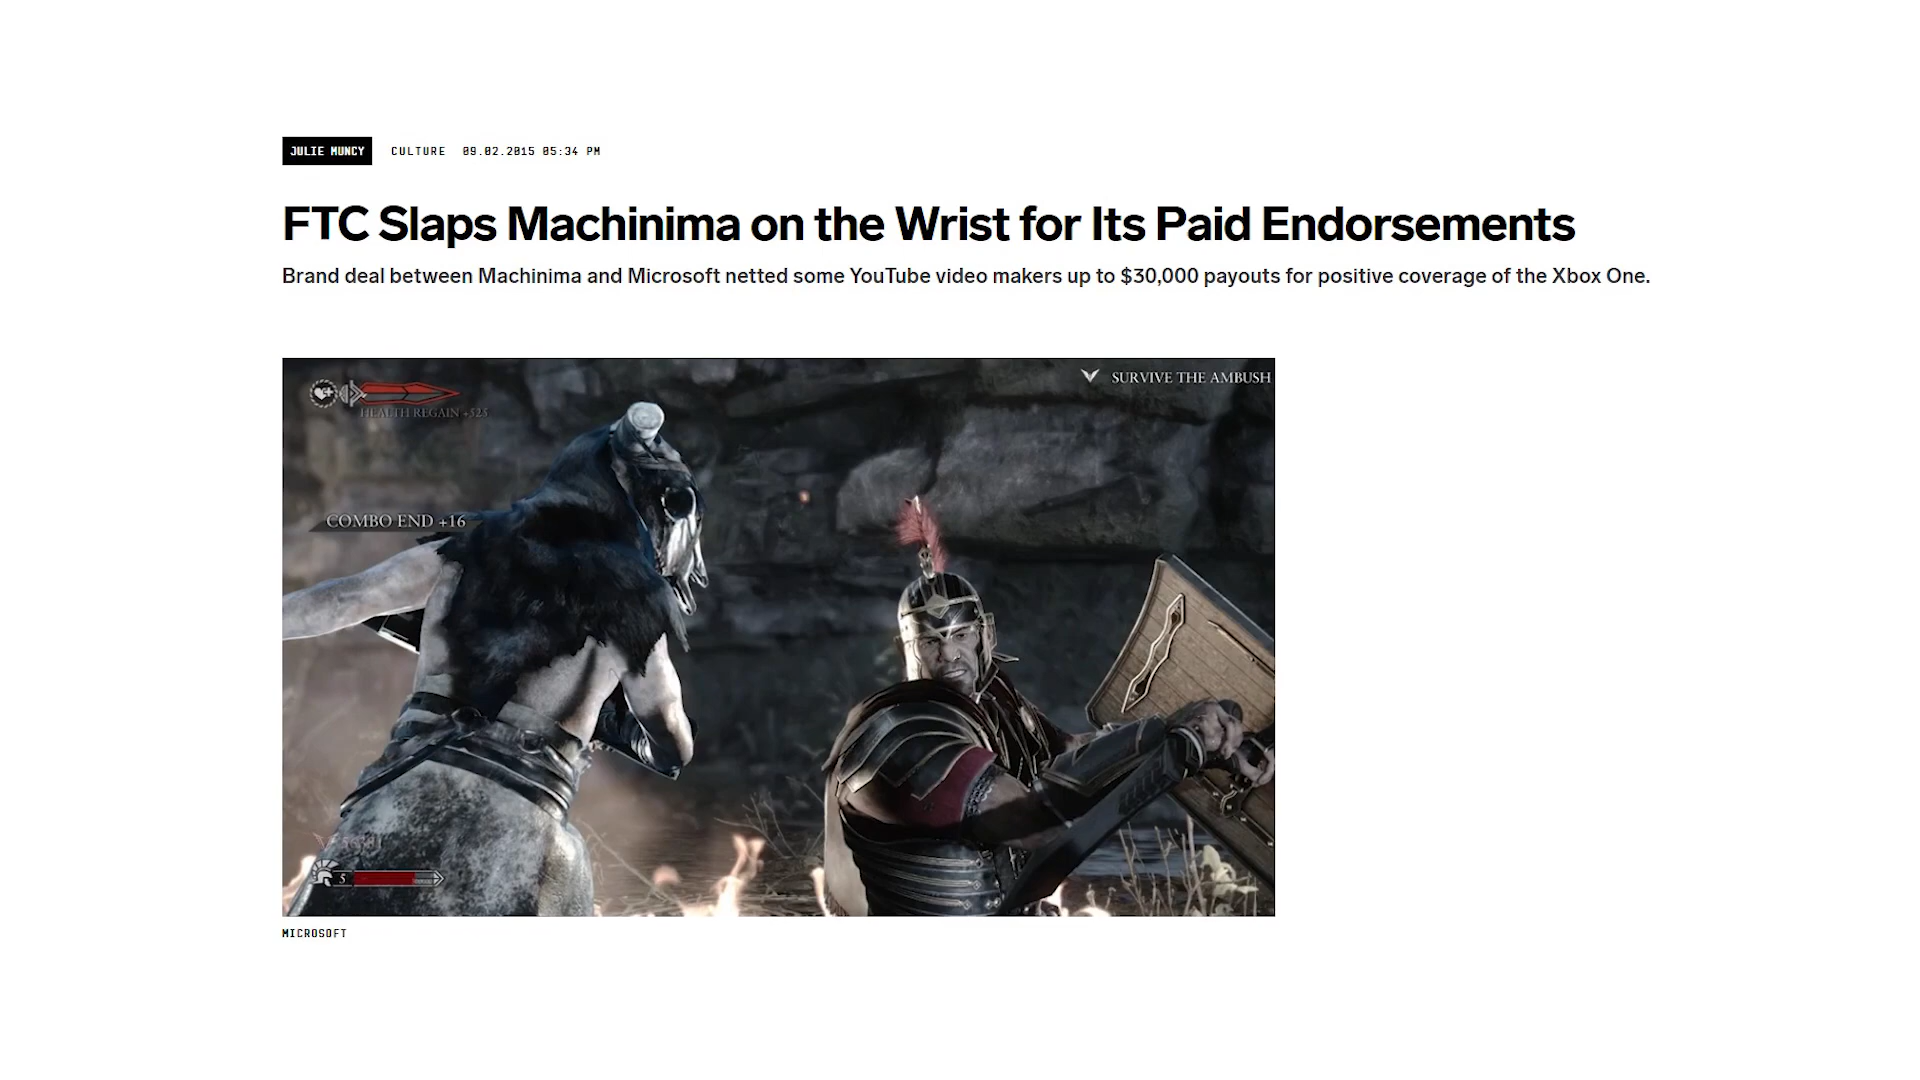 JULIE MUNCY CULTURE 09.02.2015 05:34 PM
FTC Slaps Machinima on the Wrist for Its Paid Endorsements
Brand deal between Machinima and Microsoft netted some YouTube video makers up to $30,000 payouts for positive coverage of the Xbox One.
SURVIVE THE AMBUSH
HEALTH REGAIN +525
COMBO END +16
5
MICROSOFT